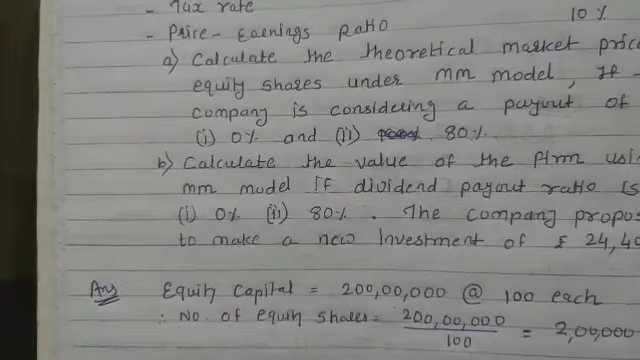 - Tax rate
- Price - Earnings Ratio 10%
a) Calculate the theoretical market price
equity shares under MM model, If
company is considering a payout of
(i) 0% and (ii) 80%.
b) Calculate the value of the firm usi
MM model if dividend payout ratio is
(i) 0% (ii) 80%. The company propos
to make a new investment of £ 24,40
Ans Equity Capital = 200,00,000 @ 100 each
∴ No. of equity shares = 200,00,000 / 100 = 2,00,000